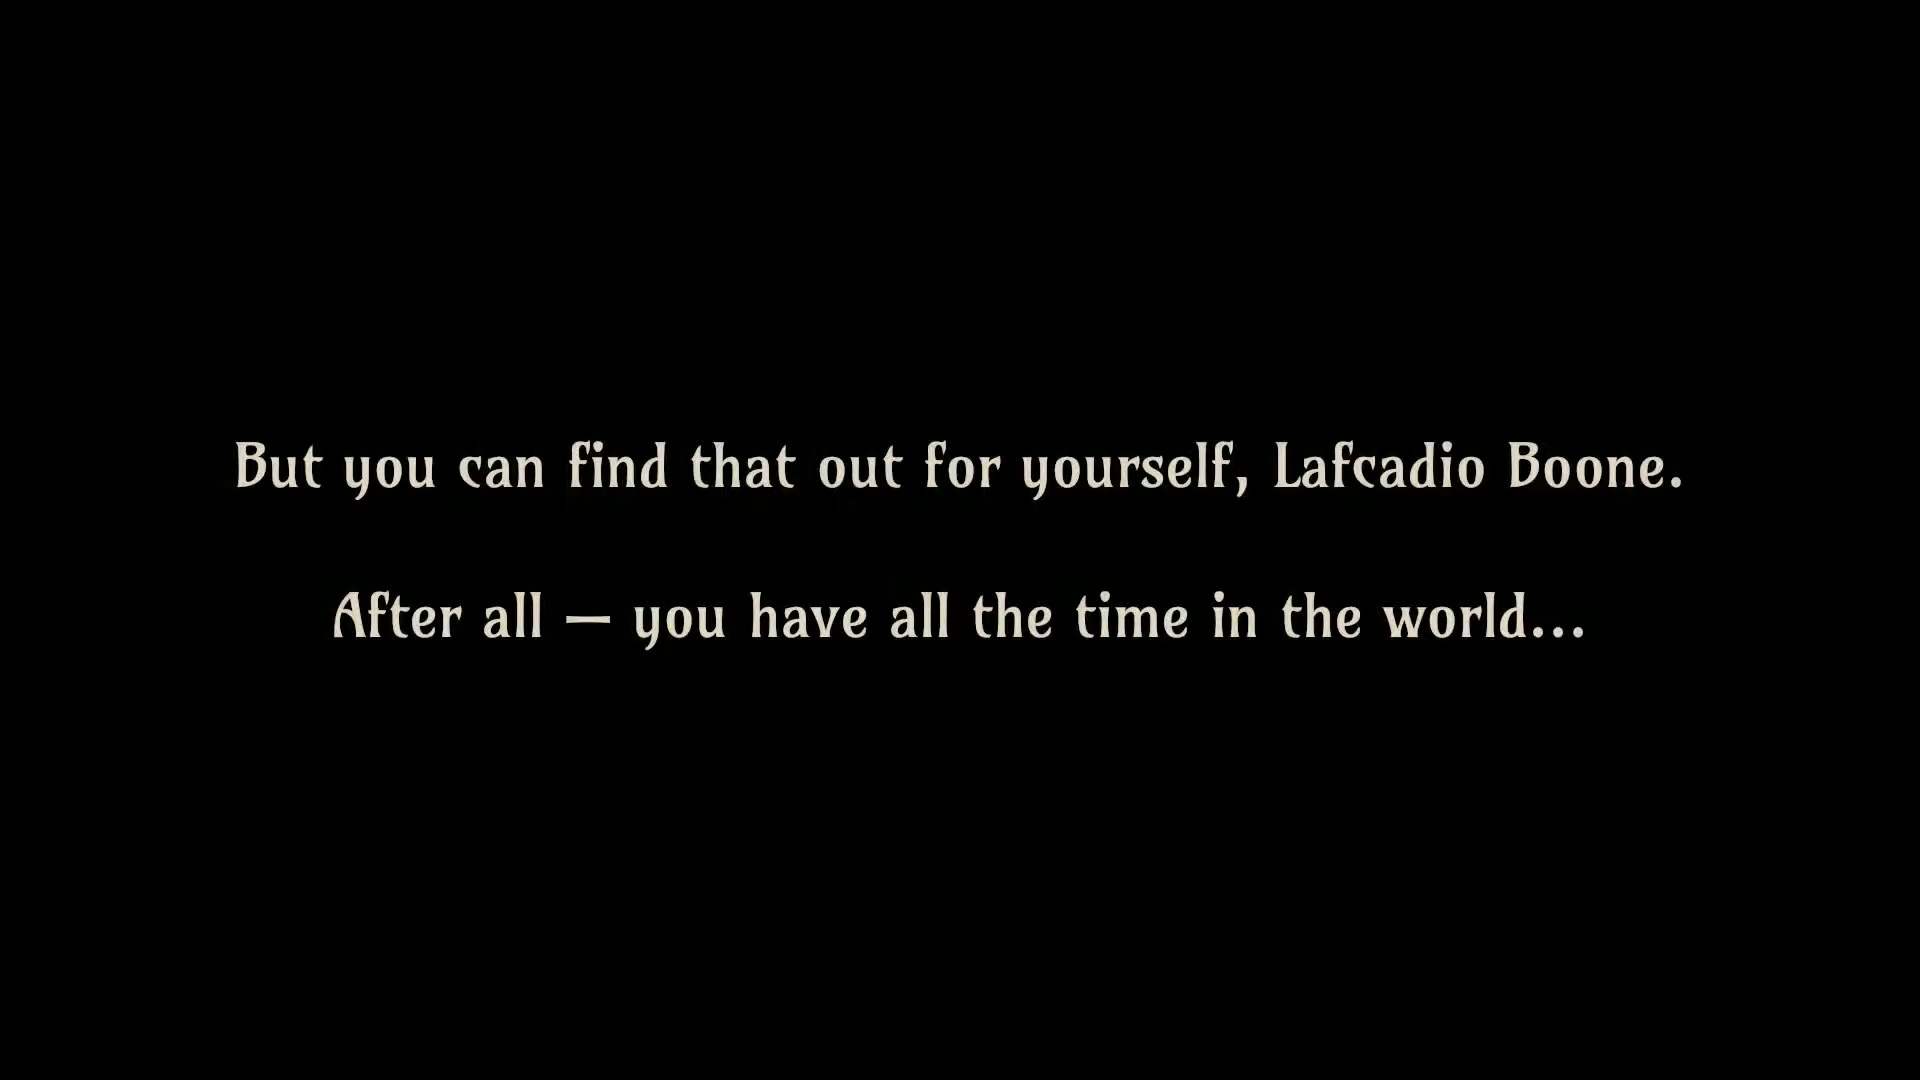 But you can find that out for yourself, Lafcadio Boone.
After all — you have all the time in the world...